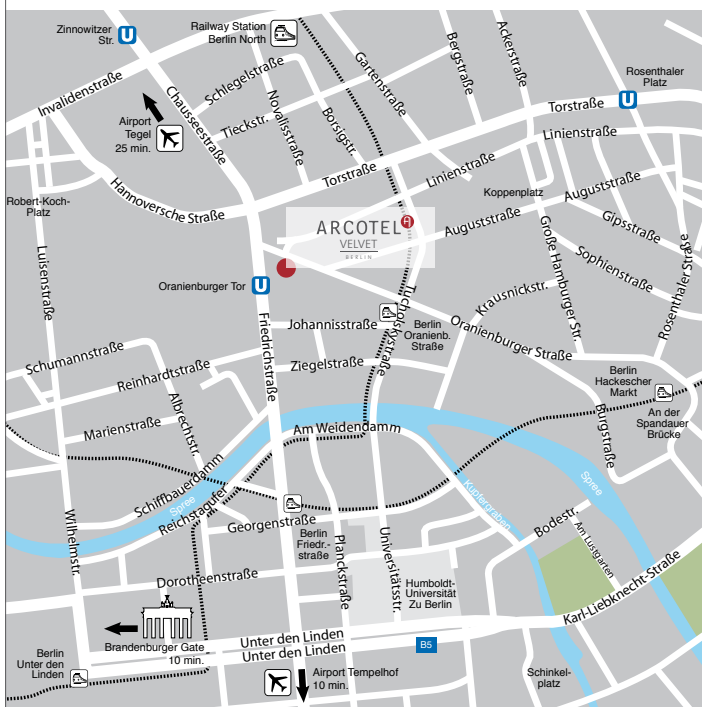 Zinnowitzer
Str.
U
Railway Station
Berlin North
Invalidenstraße
Chausseestraße
Schlegelstraße
Gartenstraße
Bergstraße
Ackerstraße
Rosenthaler
Platz
U
Airport
Tegel
25 min.
Tieckstr.
Novalisstraße
Borsigstr.
Torstraße
Torstraße
Linienstraße
Linienstraße
Hannoversche Straße
Robert-Koch-
Platz
Koppenplatz
Auguststraße
Auguststraße
Gipsstraße
Sophienstraße
Große Hamburger Str.
Rosenthaler Straße
Luisenstraße
ARCOTEL
A
VELVET
BERLIN
Oranienburger Tor
U
Friedrichstraße
Johannisstraße
Tucholskystraße
Berlin
Oranienb.
Straße
Krausnickstr.
Oranienburger Straße
Schumannstraße
Reinhardtstraße
Ziegelstraße
Albrechtstr.
Marienstraße
Berlin
Hackescher
Markt
An der
Spandauer
Brücke
Burgstraße
Am Weidendamm
Schiffbauerdamm
Spree
Reichstagufer
Kupfergraben
Spree
Wilhelmstr.
Georgenstraße
Berlin
Friedr.-
straße
Planckstraße
Universitätsstr.
Bodestr.
Am Lustgarten
Dorotheenstraße
Humboldt-
Universität
Zu Berlin
Karl-Liebknecht-Straße
Brandenburger Gate
10 min.
Unter den Linden
Unter den Linden
B5
Berlin
Unter den
Linden
Airport Tempelhof
10 min.
Schinkel-
platz